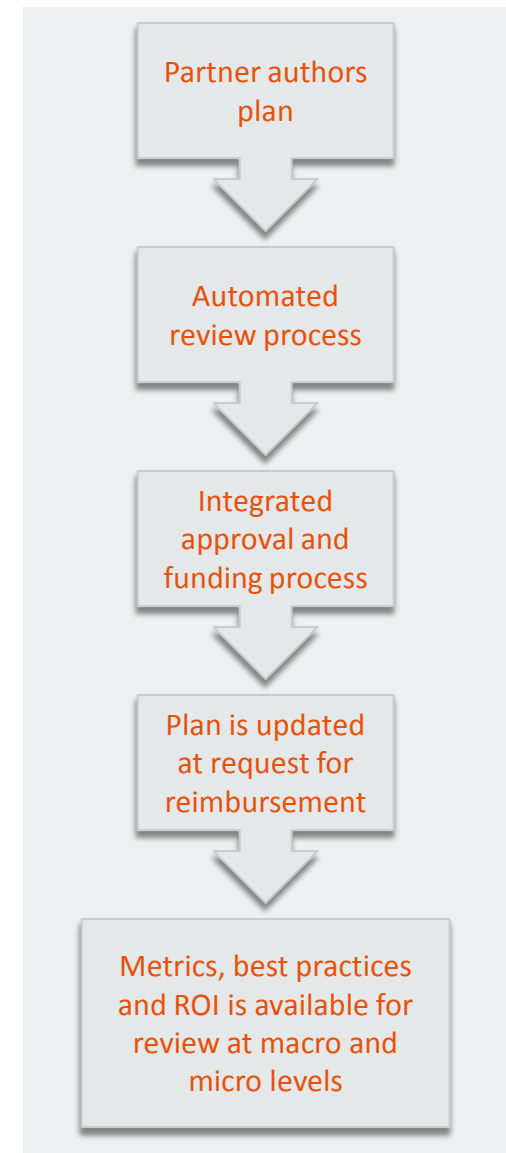 Partner authors
plan
Automated
review process
Integrated
approval and
funding process
Plan is updated
at request for
reimbursement
Metrics, best practices
and ROI is available for
review at macro and
micro levels